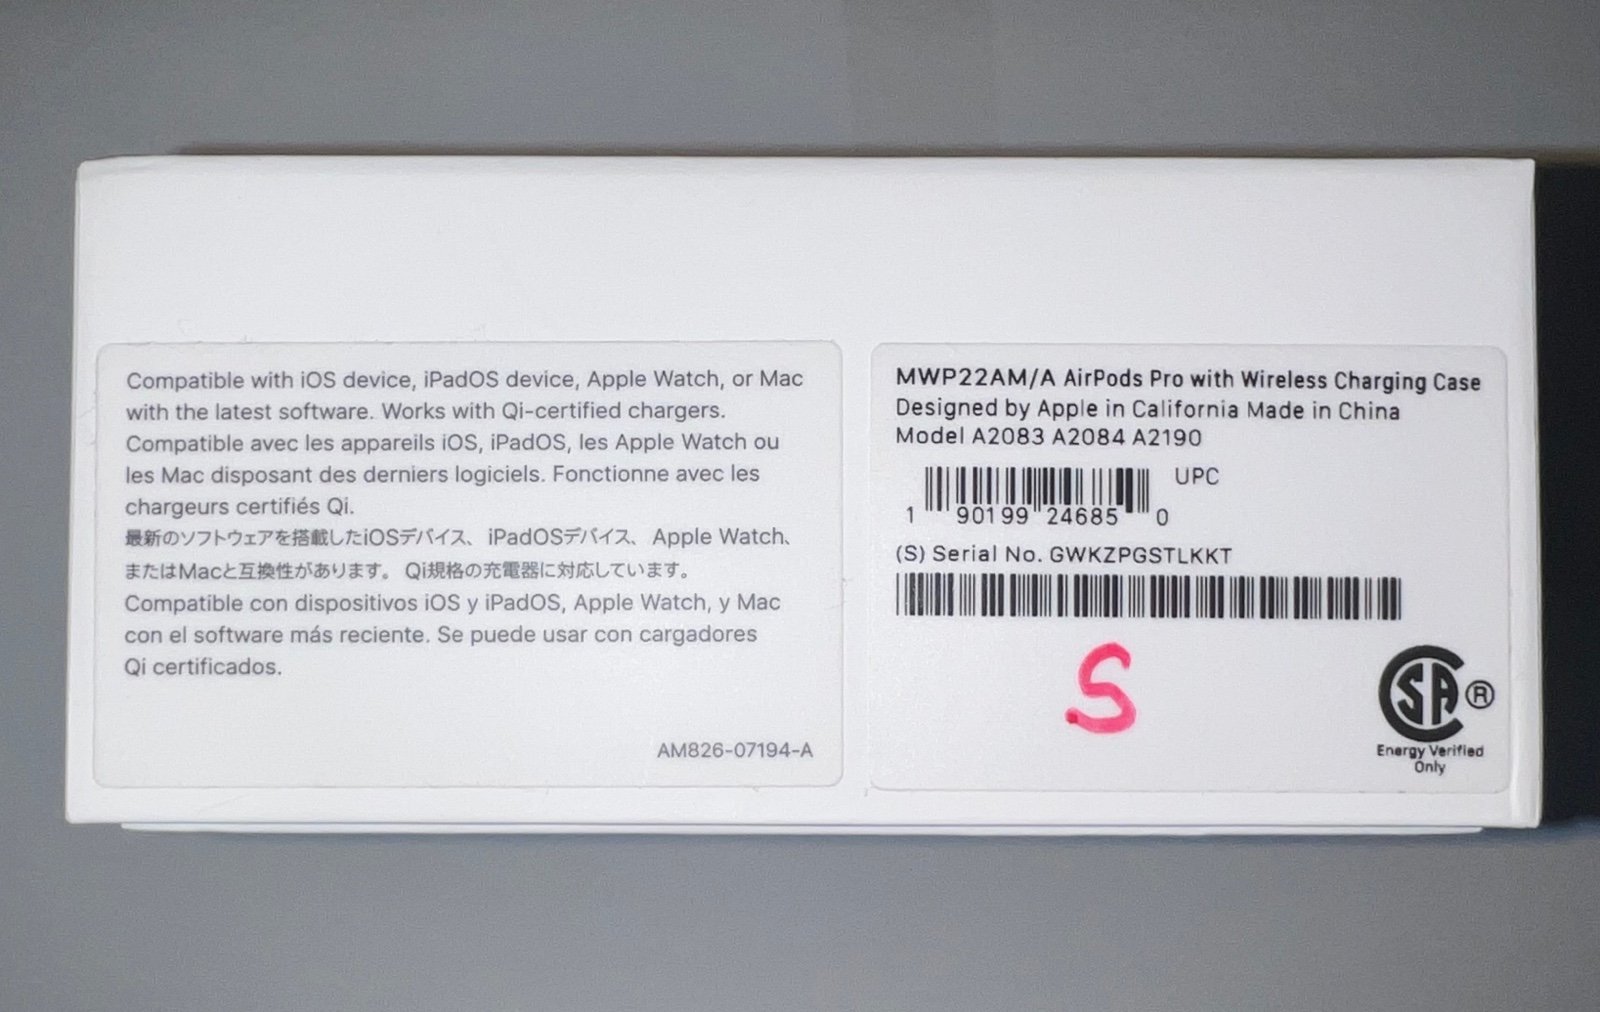 Compatible with iOS device, iPadOS device, Apple Watch, or Mac
with the latest software. Works with Qi-certified chargers.
Compatible avec les appareils iOS, iPadOS, les Apple Watch ou
les Mac disposant des derniers logiciels. Fonctionne avec les
chargeurs certifiés Qi.
最新のソフトウェアを搭載したiOSデバイス、iPadOSデバイス、Apple Watch、
またはMacと互換性があります。Qi規格の充電器に対応しています。
Compatible con dispositivos iOS y iPadOS, Apple Watch, y Mac
con el software más reciente. Se puede usar con cargadores
Qi certificados.
AM826-07194-A
MWP22AM/A AirPods Pro with Wireless Charging Case
Designed by Apple in California Made in China
Model A2083 A2084 A2190
UPC
1 90199 24685 0
(S) Serial No. GWKZPGSTLKKT
S
CSA ®
Energy Verified
Only